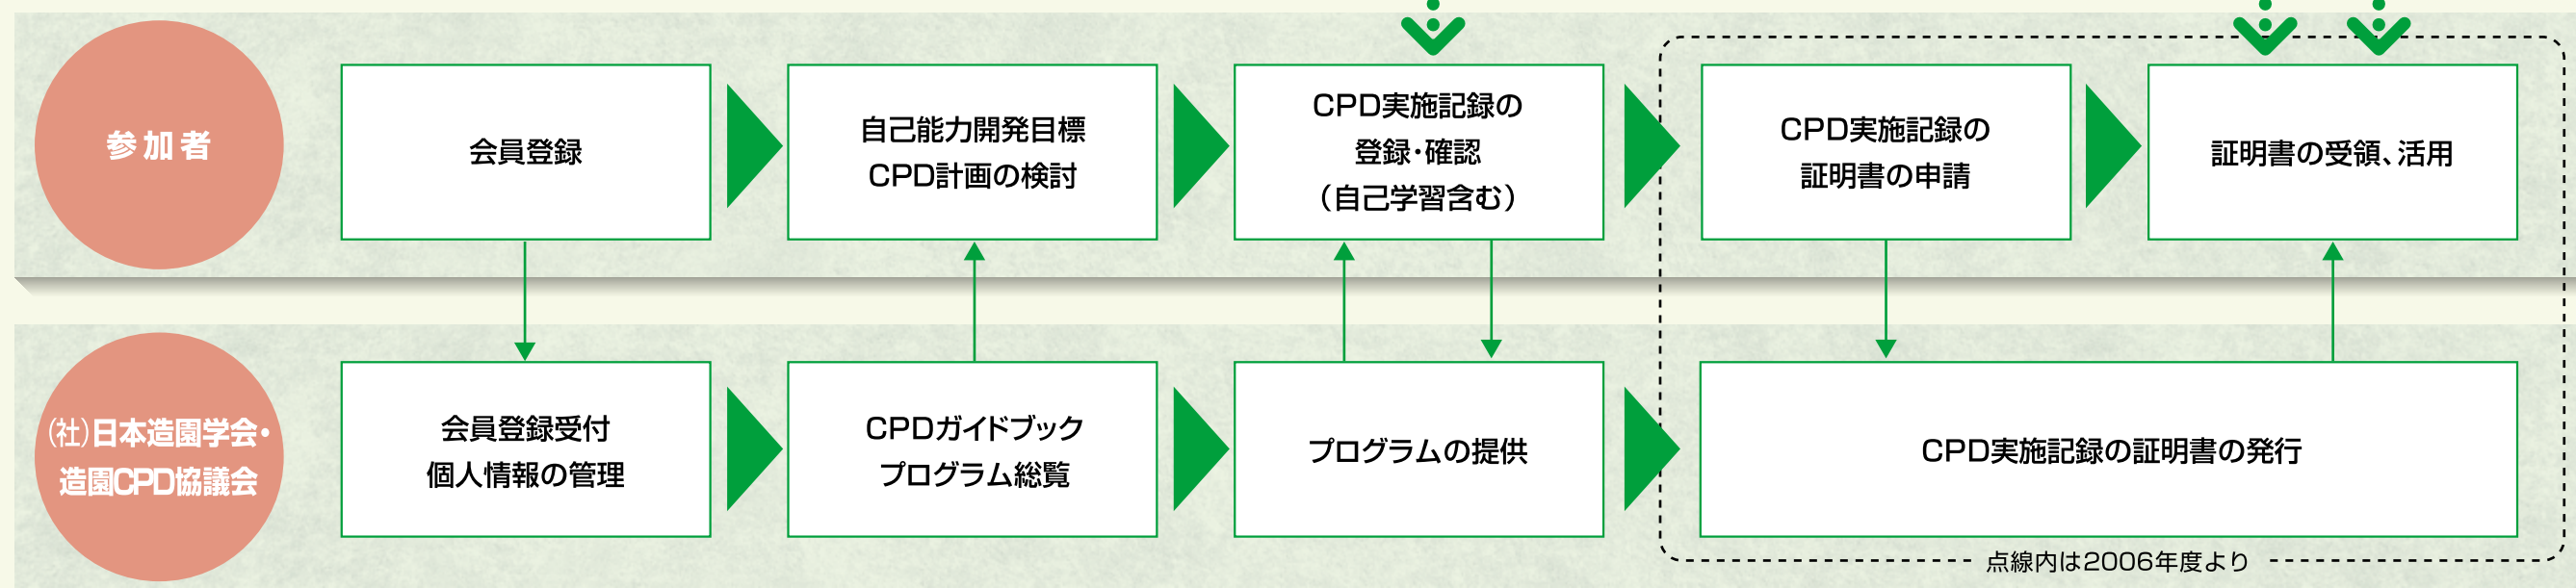 参加者
会員登録
自己能力開発目標
CPD計画の検討
CPD実施記録の
登録・確認
（自己学習含む）
CPD実施記録の
証明書の申請
証明書の受領、活用
（社）日本造園学会・
造園CPD協議会
会員登録受付
個人情報の管理
CPDガイドブック
プログラム総覧
プログラムの提供
CPD実施記録の証明書の発行
点線内は2006年度より